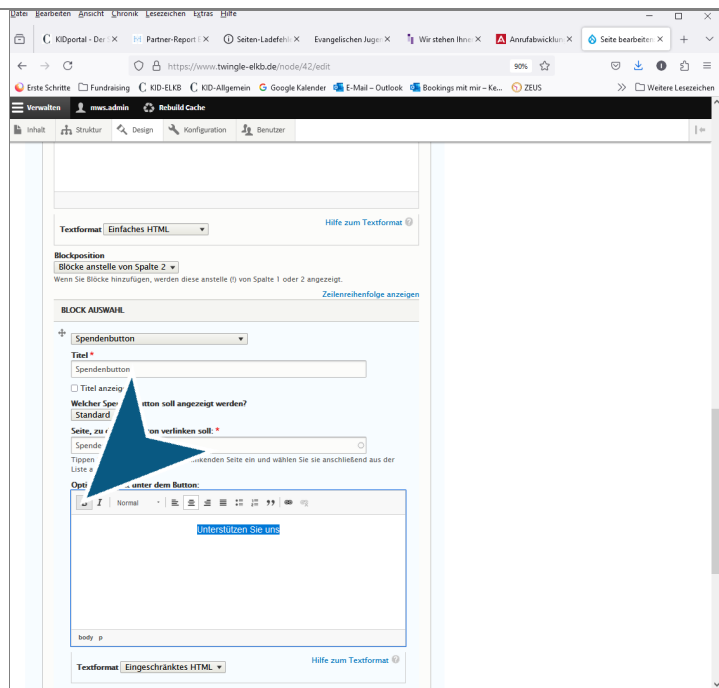 Datei Bearbeiten Ansicht Chronik Lesezeichen Extras Hilfe
KIDportal - Der
Partner-Report
Seiten-Ladefehle
Evangelischen Juge
Wir stehen Ihne
Anrufabwicklun
Seite bearbeiten
https://www.twingle-elkb.de/node/42/edit
90%
Erste Schritte Fundraising KID-ELKB KID-Allgemein Google Kalender E-Mail – Outlook Bookings mit mir – Ke... ZEUS Weitere Lesezeichen
Verwalten mws.admin Rebuild Cache
Inhalt Struktur Design Konfiguration Benutzer
Hilfe zum Textformat
Textformat Einfaches HTML
Blockposition
Blöcke anstelle von Spalte 2
Wenn Sie Blöcke hinzufügen, werden diese anstelle (!) von Spalte 1 oder 2 angezeigt.
Zeilenreihenfolge anzeigen
BLOCK AUSWAHL
Spendenbutton
Titel *
Spendenbutton
Titel anzeig
Welcher Spe button soll angezeigt werden?
Standard
Seite, zu on verlinken soll: *
Spende
Tippen nkenden Seite ein und wählen Sie sie anschließend aus der
Liste a
Opti unter dem Button:
I Normal
Unterstützen Sie uns
body p
Hilfe zum Textformat
Textformat Eingeschränktes HTML